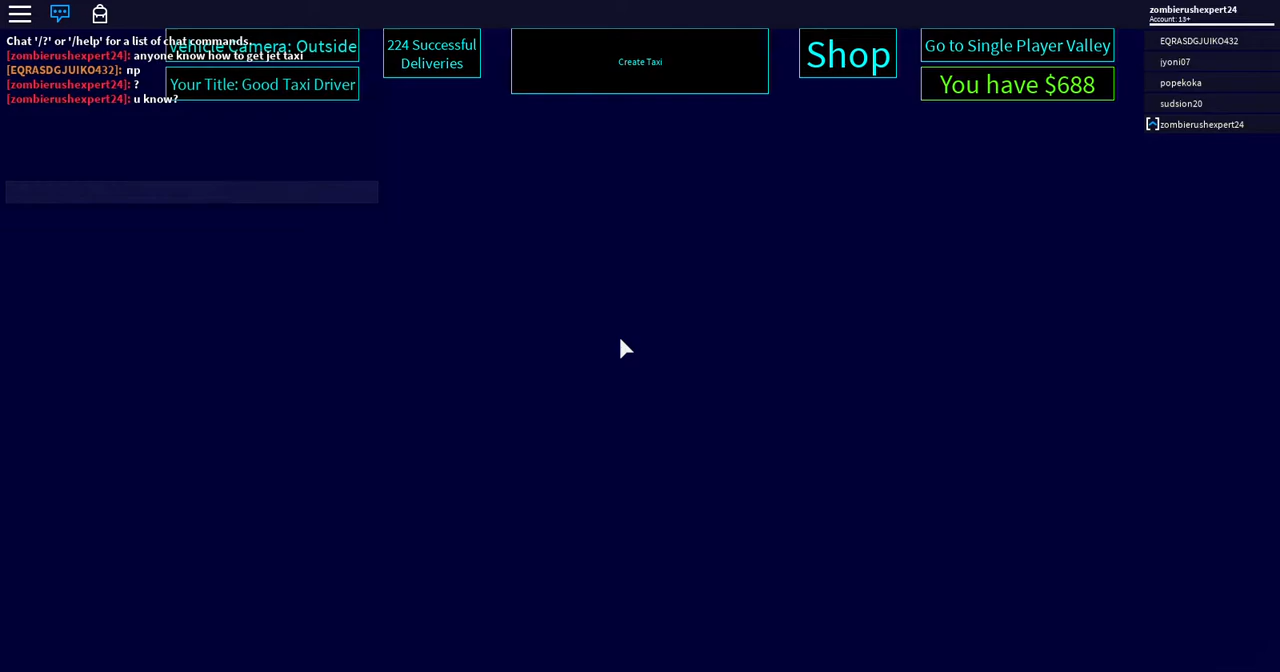 zombierushexpert24
Account: 13+
Chat '/?' or '/help' for a list of chat commands.
[zombierushexpert24]: anyone know how to get jet taxi
[EQRASDGJUIKO432]: np
[zombierushexpert24]: ?
[zombierushexpert24]: u know?
Vehicle Camera: Outside
Your Title: Good Taxi Driver
224 Successful
Deliveries
Create Taxi
Shop
Go to Single Player Valley
You have $688
EQRASDGJUIKO432
jyoni07
popekoka
sudsion20
zombierushexpert24